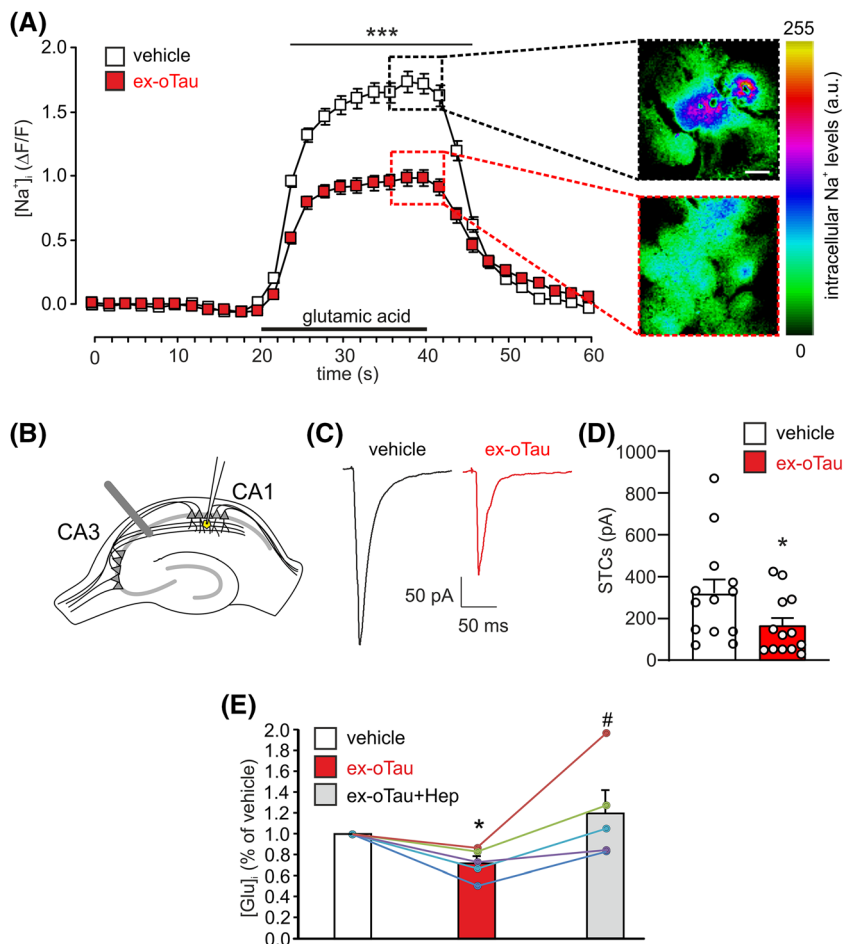 (A)
2.0
1.5
1.0
0.5
0.0
[Na⁺]ᵢ (ΔF/F)
vehicle
ex-oTau
***
glutamic acid
0 10 20 30 40 50 60
time (s)
255
0
intracellular Na⁺ levels (a.u.)
(B)
CA3
CA1
(C)
vehicle
ex-oTau
50 pA
50 ms
(D)
vehicle
ex-oTau
1000
800
600
400
200
0
STCs (pA)
*
(E)
2.0
1.8
1.6
1.4
1.2
1.0
0.8
0.6
0.4
0.2
0.0
[Glu]ᵢ (% of vehicle)
vehicle
ex-oTau
ex-oTau+Hep
*
#